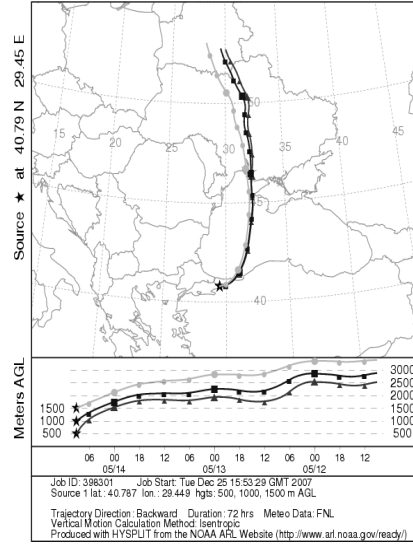 Source ★ at 40.79 N 29.45 E
15
20
25
30
35
40
45
50
45
40
Meters AGL
1500
1000
500
3000
2500
2000
1500
1000
500
06 00 18 12 06 00 18 12 06 00 18 12
05/14 05/13 05/12
Job ID: 398301 Job Start: Tue Dec 25 15:53:29 GMT 2007
Source 1 lat.: 40.787 lon.: 29.449 hgts: 500, 1000, 1500 m AGL
Trajectory Direction: Backward Duration: 72 hrs Meteo Data: FNL
Vertical Motion Calculation Method: Isentropic
Produced with HYSPLIT from the NOAA ARL Website (http://www.arl.noaa.gov/ready/)